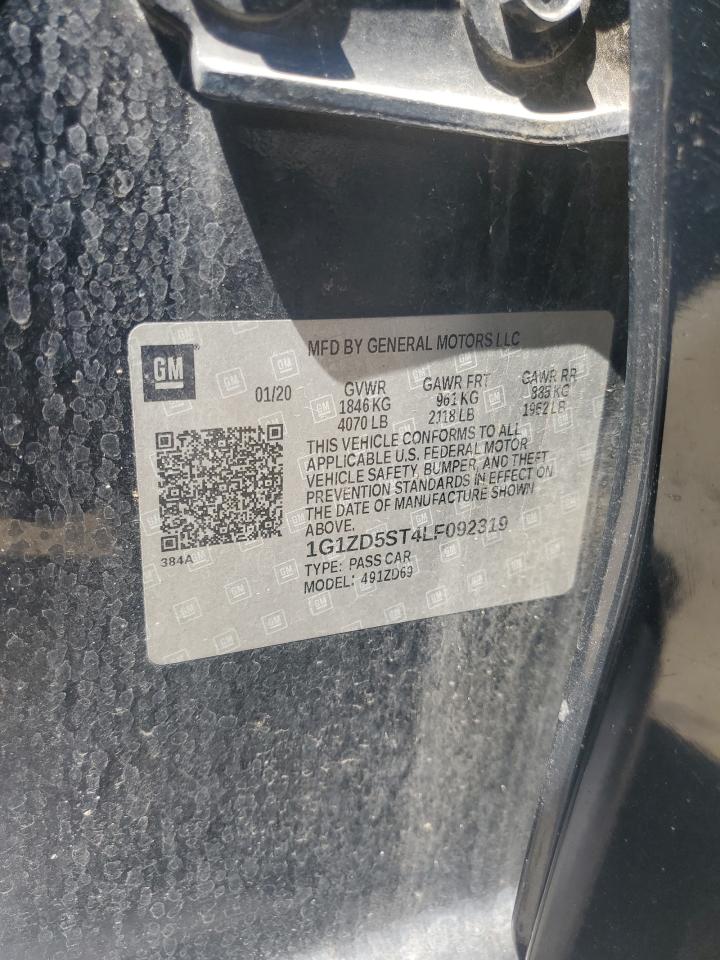 GM
MFD BY GENERAL MOTORS LLC
01/20
GVWR
1846 KG
4070 LB
GAWR FRT
961 KG
2118 LB
GAWR RR
885 KG
1952 LB
THIS VEHICLE CONFORMS TO ALL
APPLICABLE U.S. FEDERAL MOTOR
VEHICLE SAFETY, BUMPER, AND THEFT
PREVENTION STANDARDS IN EFFECT ON
THE DATE OF MANUFACTURE SHOWN
ABOVE.
384A
1G1ZD5ST4LF092319
TYPE: PASS CAR
MODEL: 491ZD69